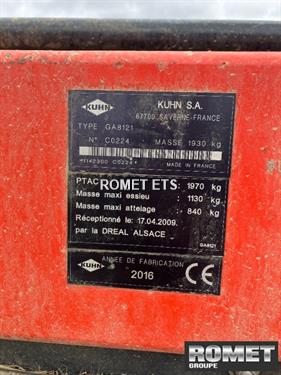 KUHN KUHN S.A.
67700 SAVERNE-FRANCE
TYPE GA8121
N° C0224 MASSE 1930 kg
MADE IN FRANCE
PTAC ROMET ETS: 1970 kg
Masse maxi essieu : 1130 kg
Masse maxi attelage : 840 kg
Réceptionné le: 17.04.2009.
par la DREAL ALSACE
GA8121
KUHN ANNEE DE FABRICATION
2016 CE
ROMET
GROUPE